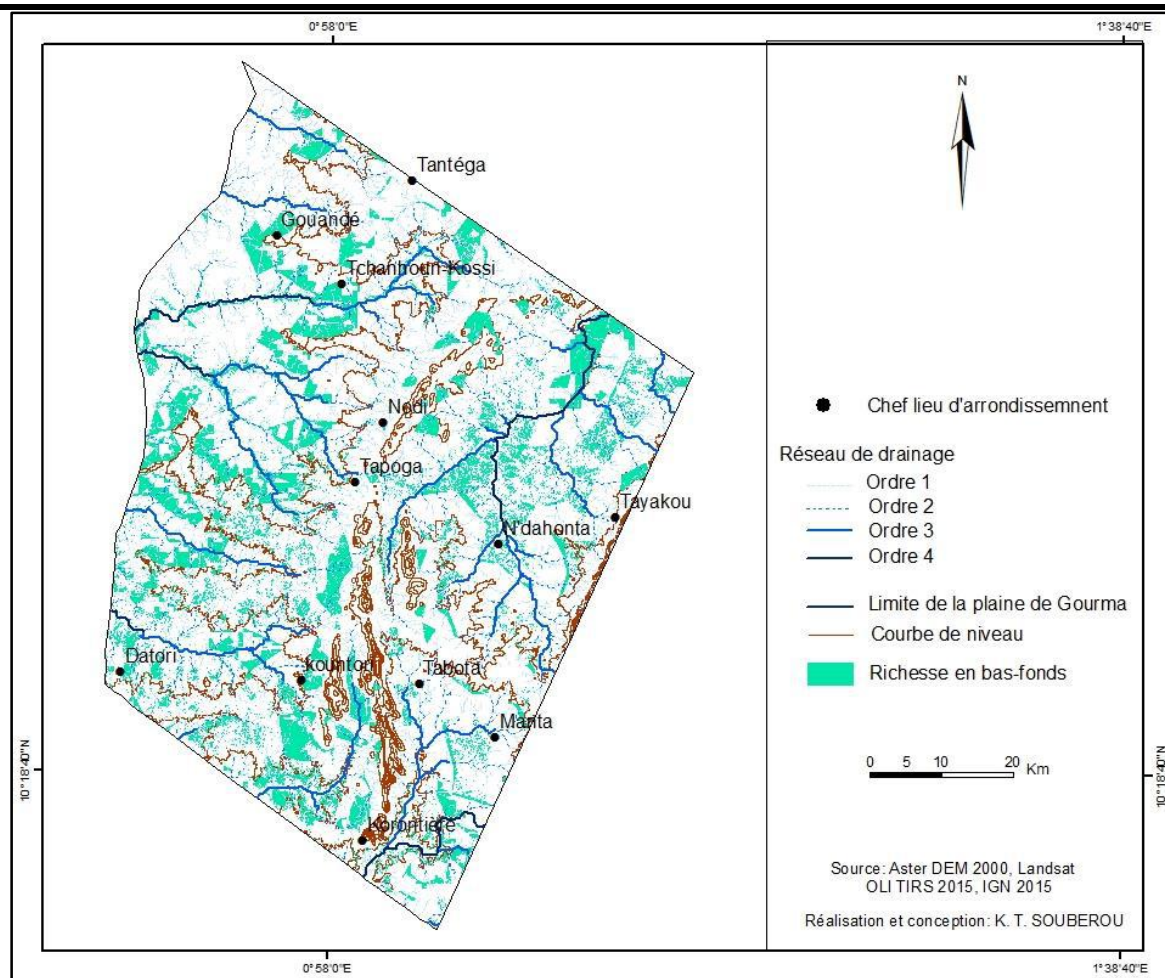 0°58'0"E
1°38'40"E
N
Tantéga
Gouandé
Tchanhoun-Kossi
Nodi
Tapoga
Tayakou
N'dahonta
Datori
kountori
Tabota
Manta
Korontière
Chef lieu d'arrondissemnent
Réseau de drainage
Ordre 1
Ordre 2
Ordre 3
Ordre 4
Limite de la plaine de Gourma
Courbe de niveau
Richesse en bas-fonds
0 5 10 20 Km
10°18'40"N
10°18'40"N
Source: Aster DEM 2000, Landsat
OLI TIRS 2015, IGN 2015
Réalisation et conception: K. T. SOUBEROU
0°58'0"E
1°38'40"E